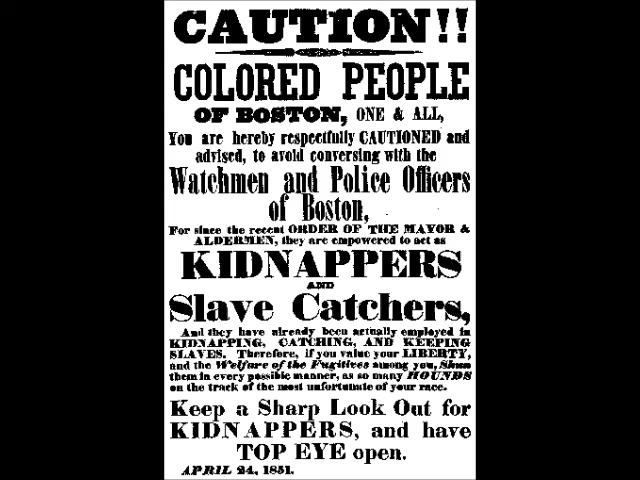 CAUTION!!
COLORED PEOPLE
OF BOSTON, ONE & ALL,
You are hereby respectfully CAUTIONED and
advised, to avoid conversing with the
Watchmen and Police Officers
of Boston,
For since the recent ORDER OF THE MAYOR &
ALDERMEN, they are empowered to act as
KIDNAPPERS
AND
Slave Catchers,
And they have already been actually employed in
KIDNAPPING, CATCHING, AND KEEPING
SLAVES. Therefore, if you value your LIBERTY,
and the Welfare of the Fugitives among you, Shun
them in every possible manner, as so many HOUNDS
on the track of the most unfortunate of your race.
Keep a Sharp Look Out for
KIDNAPPERS, and have
TOP EYE open.
APRIL 24, 1851.